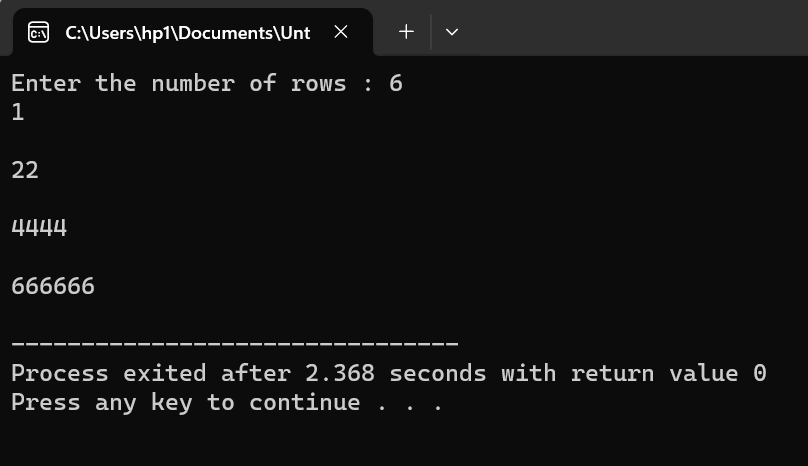 C:\Users\hp1\Documents\Unt
Enter the number of rows : 6
1
22
4444
666666
--------------------------------
Process exited after 2.368 seconds with return value 0
Press any key to continue . . .